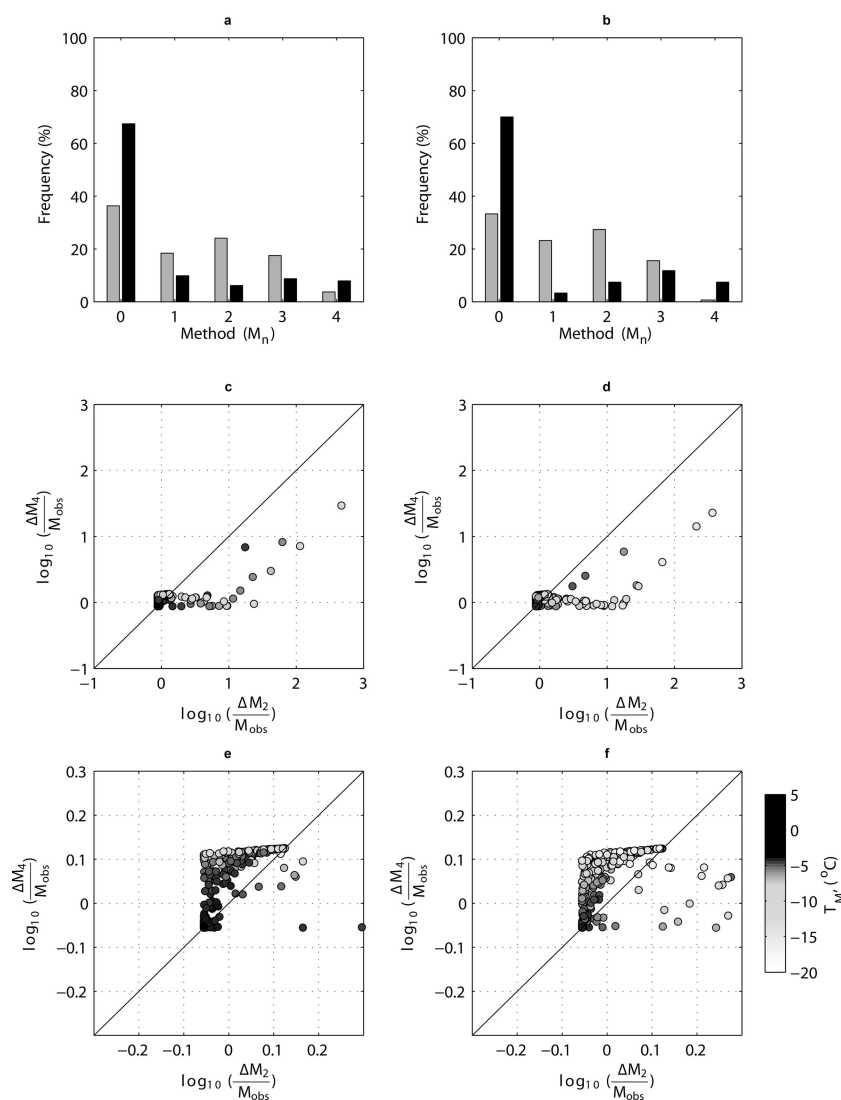 a
b
100
80
60
40
20
0
Frequency (%)
0 1 2 3 4
Method (Mn)
100
80
60
40
20
0
Frequency (%)
0 1 2 3 4
Method (Mn)
c
d
3
2
1
0
−1
log10 (ΔM4/Mobs)
−1 0 1 2 3
log10 (ΔM2/Mobs)
3
2
1
0
−1
log10 (ΔM4/Mobs)
−1 0 1 2 3
log10 (ΔM2/Mobs)
e
f
0.3
0.2
0.1
0
−0.1
−0.2
log10 (ΔM4/Mobs)
−0.2 −0.1 0 0.1 0.2
log10 (ΔM2/Mobs)
0.3
0.2
0.1
0
−0.1
−0.2
log10 (ΔM4/Mobs)
−0.2 −0.1 0 0.1 0.2
log10 (ΔM2/Mobs)
5
0
−5
−10
−15
−20
TM, (°C)